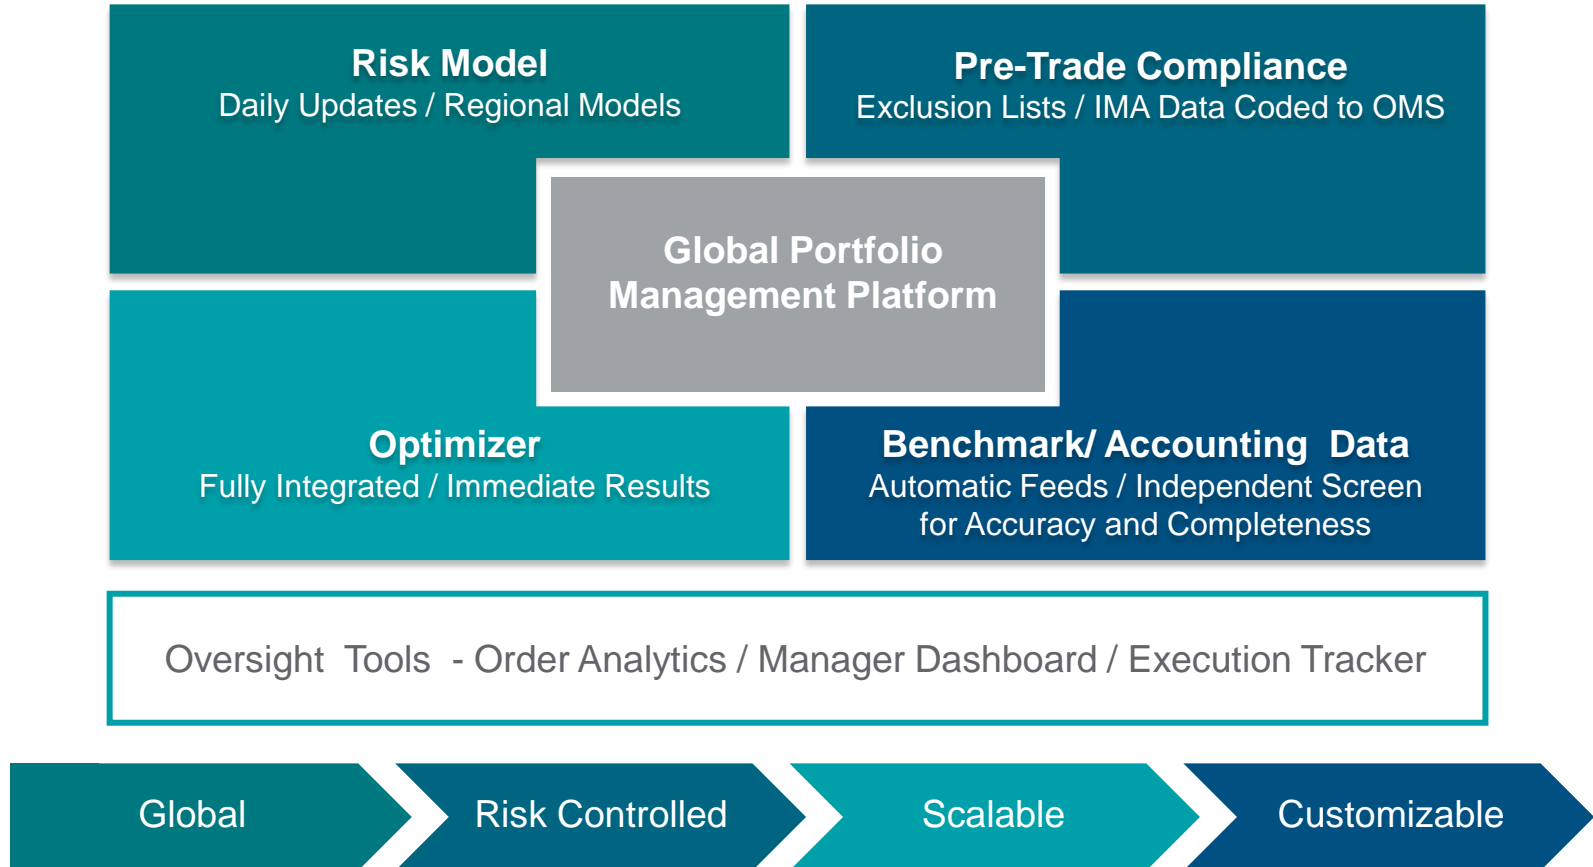 Risk Model
Daily Updates / Regional Models
Pre-Trade Compliance
Exclusion Lists / IMA Data Coded to OMS
Global Portfolio
Management Platform
Optimizer
Fully Integrated / Immediate Results
Benchmark/ Accounting Data
Automatic Feeds / Independent Screen
for Accuracy and Completeness
Oversight Tools - Order Analytics / Manager Dashboard / Execution Tracker
Global
Risk Controlled
Scalable
Customizable